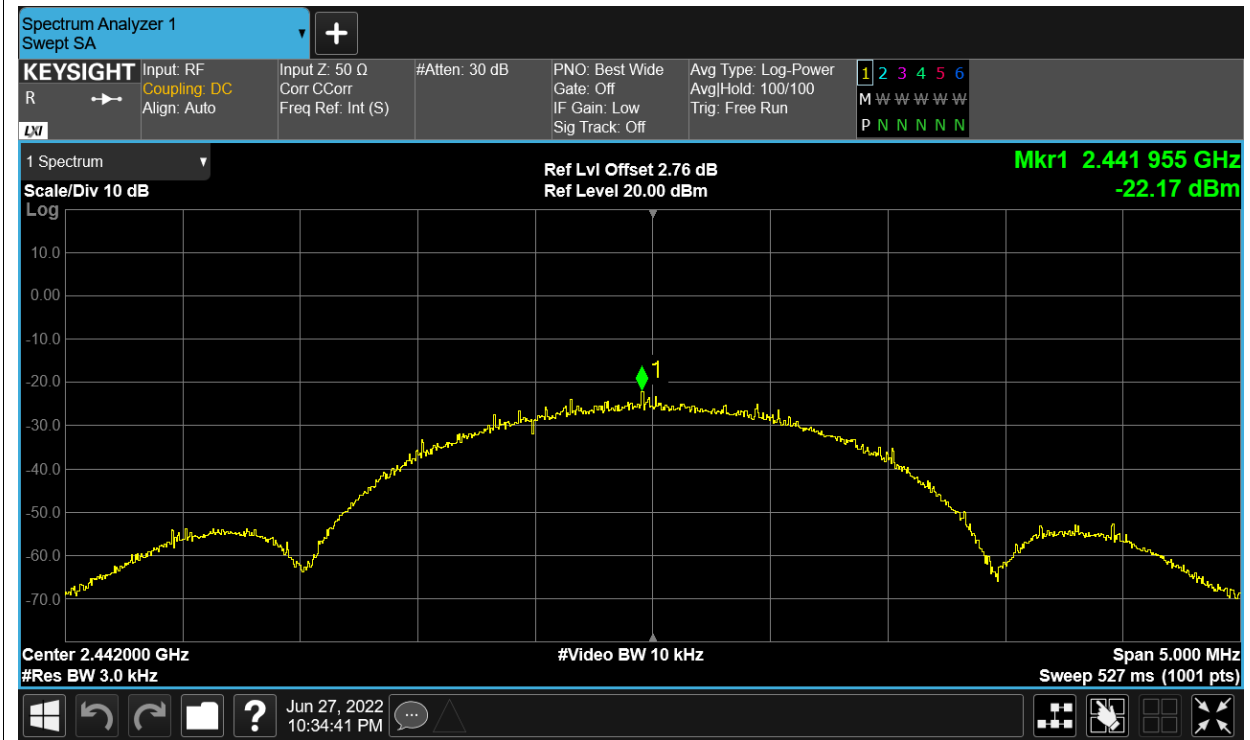 Spectrum Analyzer 1
Swept SA
KEYSIGHT
R
LXI
Input: RF
Coupling: DC
Align: Auto
Input Z: 50 Ω
Corr CCorr
Freq Ref: Int (S)
#Atten: 30 dB
PNO: Best Wide
Gate: Off
IF Gain: Low
Sig Track: Off
Avg Type: Log-Power
Avg|Hold: 100/100
Trig: Free Run
1 2 3 4 5 6
M W W W W W
P N N N N N
1 Spectrum
Scale/Div 10 dB
Log
Ref Lvl Offset 2.76 dB
Ref Level 20.00 dBm
Mkr1 2.441 955 GHz
-22.17 dBm
10.0
0.00
-10.0
-20.0
-30.0
-40.0
-50.0
-60.0
-70.0
1
Center 2.442000 GHz
#Res BW 3.0 kHz
#Video BW 10 kHz
Span 5.000 MHz
Sweep 527 ms (1001 pts)
?
Jun 27, 2022
10:34:41 PM